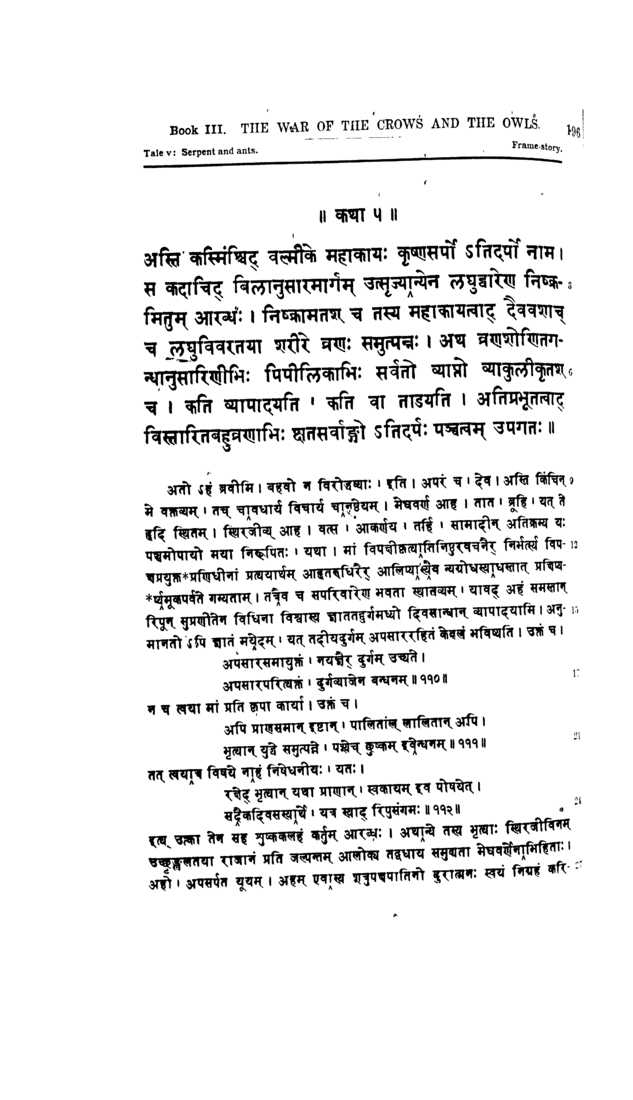 Book III. THE WAR OF THE CROWS AND THE OWLS. 196
Tale v: Serpent and ants. Frame-story.
॥ कथा ५ ॥
अस्ति कस्मिंश्चिद् वल्मीके महाकायः कृष्णसर्पो ऽतिदर्पो नाम ।
स कदाचिद् बिलानुसारमार्गम् उत्सृज्यान्येन लघुद्वारेण निष्क्र- 3
मितुम् आरब्धः । निष्क्रामतश् च तस्य महाकायत्वाद् दैववशाच्
च लघुविवरतया शरीरे व्रणः समुत्पन्नः । अथ व्रणशोणितग-
न्धानुसारिणीभिः पिपीलिकाभिः सर्वतो व्याप्तो व्याकुलीकृतश् 6
च । कति व्यापादयति । कति वा ताडयति । अतिप्रभूतत्वाद्
विस्तारितबहुव्रणाभिः क्षतसर्वाङ्गो ऽतिदर्पः पञ्चत्वम् उपगतः ॥
अतो ऽहं ब्रवीमि । बहवो न विरोद्धव्याः । इति । अपरं च । देव । अस्ति किंचिन् 9
मे वक्तव्यम् । तच् चावधार्य विचार्य चानुष्ठेयम् । मेघवर्ण आह । तात । ब्रूहि । यत् ते
हृदि स्थितम् । स्थिरजीव्य् आह । वत्स । आकर्णय । तर्हि । सामादीन् अतिक्रम्य यः
पञ्चमोपायो मया निरूपितः । यथा । मां विपक्षीकृत्यातिनिष्ठुरवचनैर् निर्भर्त्स्य विप- 12
क्षप्रयुक्त*प्रणिधीनां प्रत्ययार्थम् आहृतरुधिरैर् आलिप्यास्यैव न्यग्रोधस्याधस्तात् प्रक्षिप्य-
*र्ष्यमूकपर्वते गम्यताम् । तत्रैव च सपरिवारेण भवता स्थातव्यम् । यावद् अहं समस्तान्
रिपून् सुप्रणीतेन विधिना विश्वास्य ज्ञाततद्दुर्गमध्यो दिवसान्धान् व्यापादयामि । अनु- 15
मानतो ऽपि ज्ञातं मयेदम् । यत् तदीयदुर्गम् अपसाररहितं केवलं भविष्यति । उक्तं च ।
अपसारसमायुक्तं । नयज्ञैर् दुर्गम् उच्यते ।
अपसारपरित्यक्तं । दुर्गव्याजेन बन्धनम् ॥ ११० ॥
न च त्वया मां प्रति कृपा कार्या । उक्तं च ।
अपि प्राणसमान् इष्टान् । पालितांल् लालितान् अपि ।
भृत्यान् युद्धे समुत्पन्ने । पश्येच् छुष्कम् इवेन्धनम् ॥ १११ ॥ 21
तत् त्वयात्र विषये नाहं निषेधनीयः । यतः ।
रक्षेद् भृत्यान् यथा प्राणान् । स्वकायम् इव पोषयेत् ।
सदैकदिवसस्यार्थे । यत्र स्याद् रिपुसंगमः ॥ ११२ ॥ 24
इत्य् उक्त्वा तेन सह शुष्ककलहं कर्तुम् आरब्धः । अथान्ये तस्य भृत्याः स्थिरजीविनम्
उच्छृङ्खलतया राजानं प्रति जल्पन्तम् आलोक्य तद्वधाय समुद्यता मेघवर्णेनाभिहिताः ।
अहो । अपसर्पत यूयम् । अहम् एवास्य शत्रुपक्षपातिनो दुरात्मनः स्वयं निग्रहं करि-